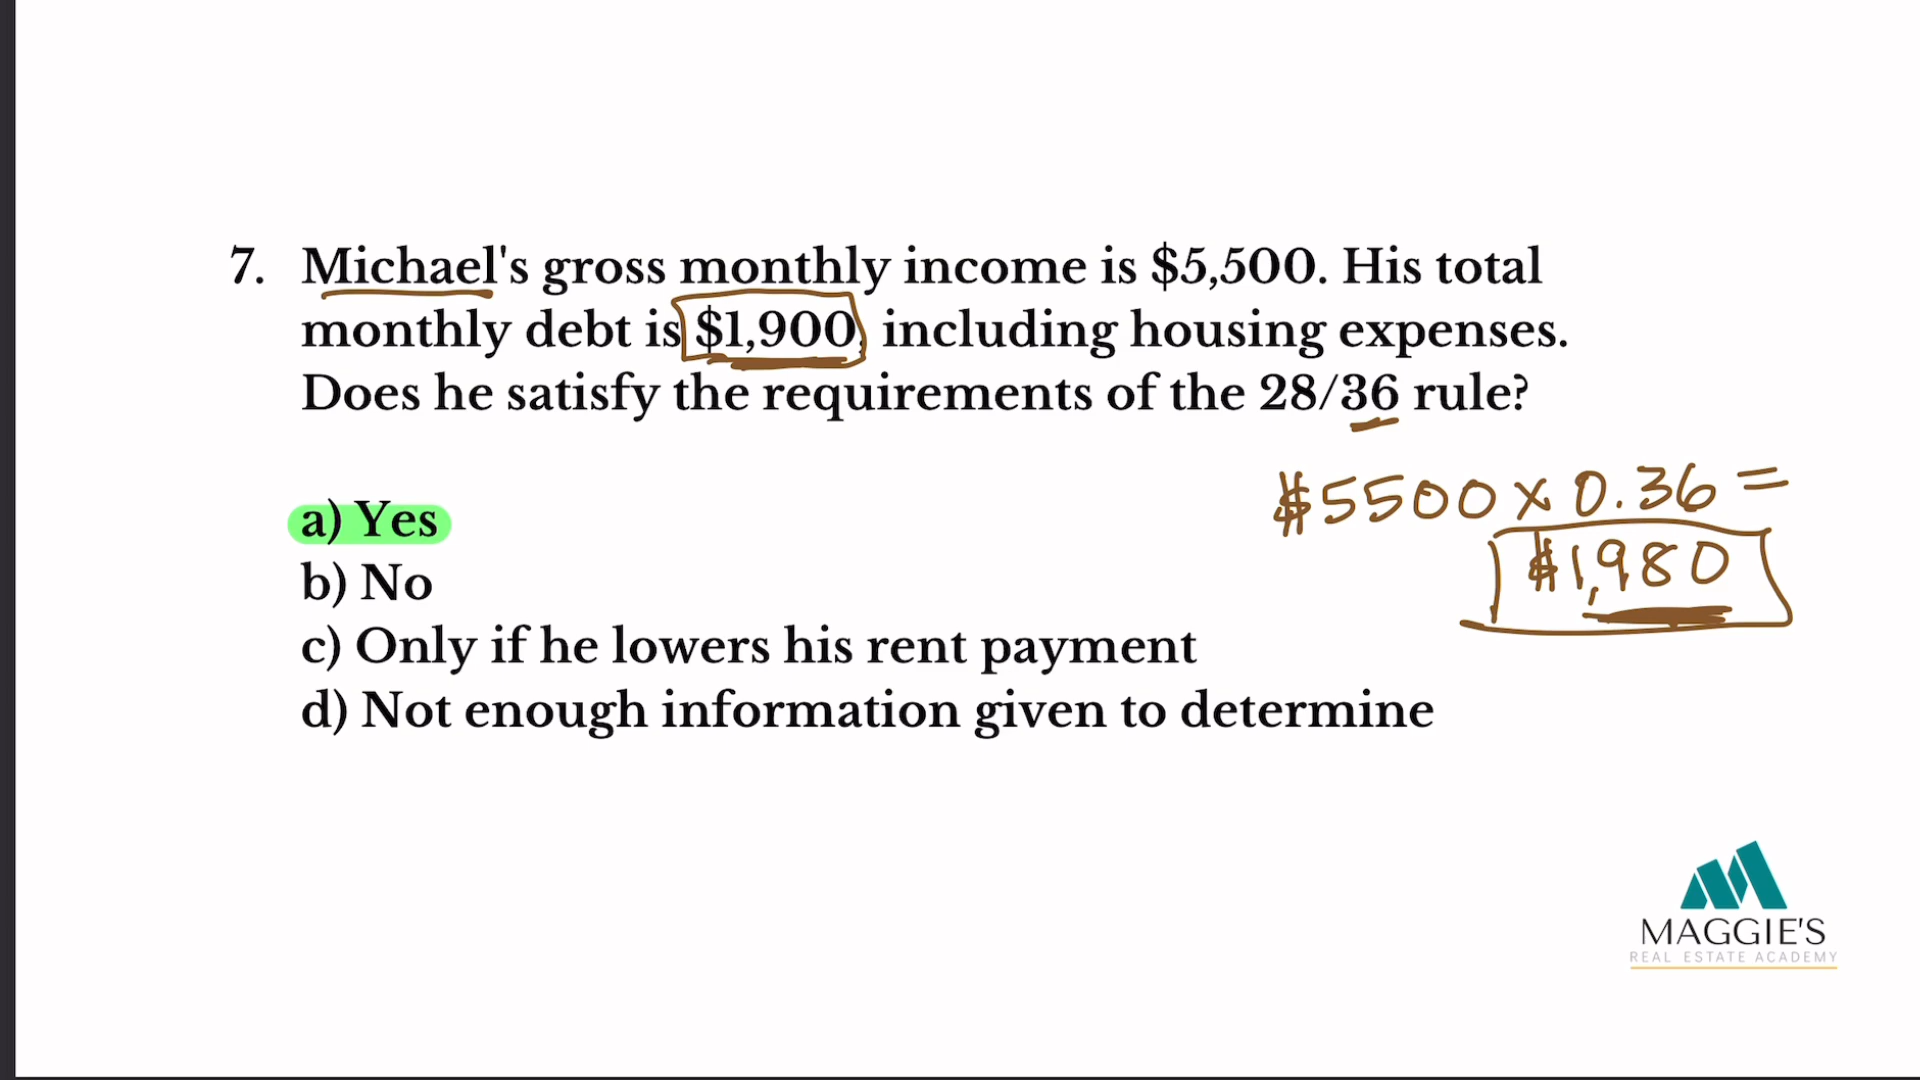 7. Michael's gross monthly income is $5,500. His total
monthly debt is $1,900, including housing expenses.
Does he satisfy the requirements of the 28/36 rule?
$5500 x 0.36 =
$1,980
a) Yes
b) No
c) Only if he lowers his rent payment
d) Not enough information given to determine
MAGGIE'S
REAL ESTATE ACADEMY